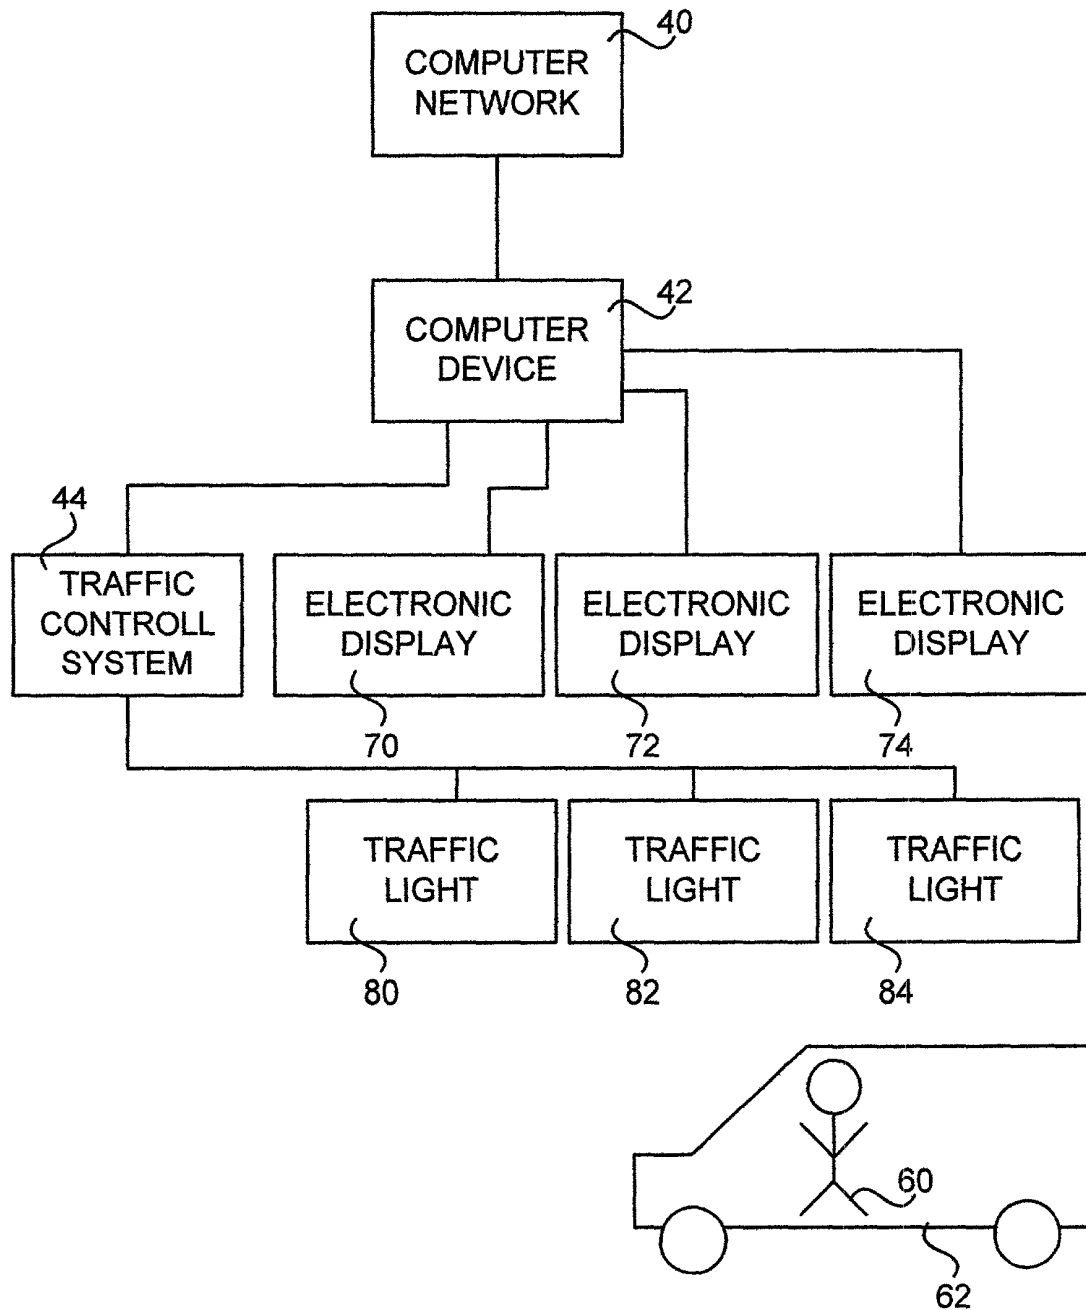 40
COMPUTER
NETWORK
42
COMPUTER
DEVICE
44
TRAFFIC
CONTROLL
SYSTEM
ELECTRONIC
DISPLAY
ELECTRONIC
DISPLAY
ELECTRONIC
DISPLAY
70
72
74
TRAFFIC
LIGHT
TRAFFIC
LIGHT
TRAFFIC
LIGHT
80
82
84
60
62